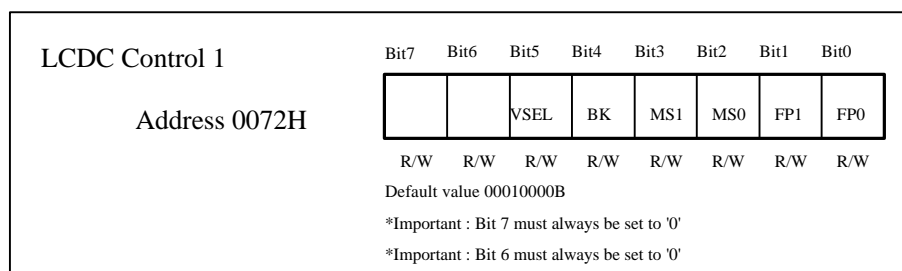 LCDC Control 1
Bit7 Bit6 Bit5 Bit4 Bit3 Bit2 Bit1 Bit0
Address 0072H
VSEL BK MS1 MS0 FP1 FP0
R/W R/W R/W R/W R/W R/W R/W R/W
Default value 00010000B
*Important : Bit 7 must always be set to '0'
*Important : Bit 6 must always be set to '0'